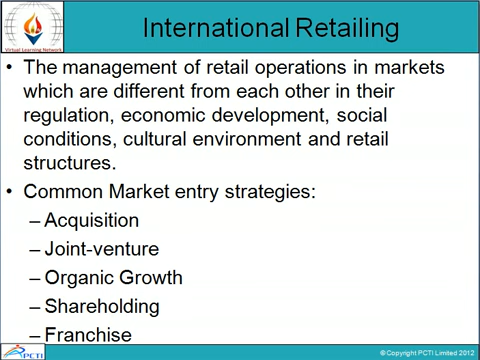 International Retailing
Virtual Learning Network
• The management of retail operations in markets
which are different from each other in their
regulation, economic development, social
conditions, cultural environment and retail
structures.
• Common Market entry strategies:
– Acquisition
– Joint-venture
– Organic Growth
– Shareholding
– Franchise
PCTI
©Copyright PCTI Limited 2012